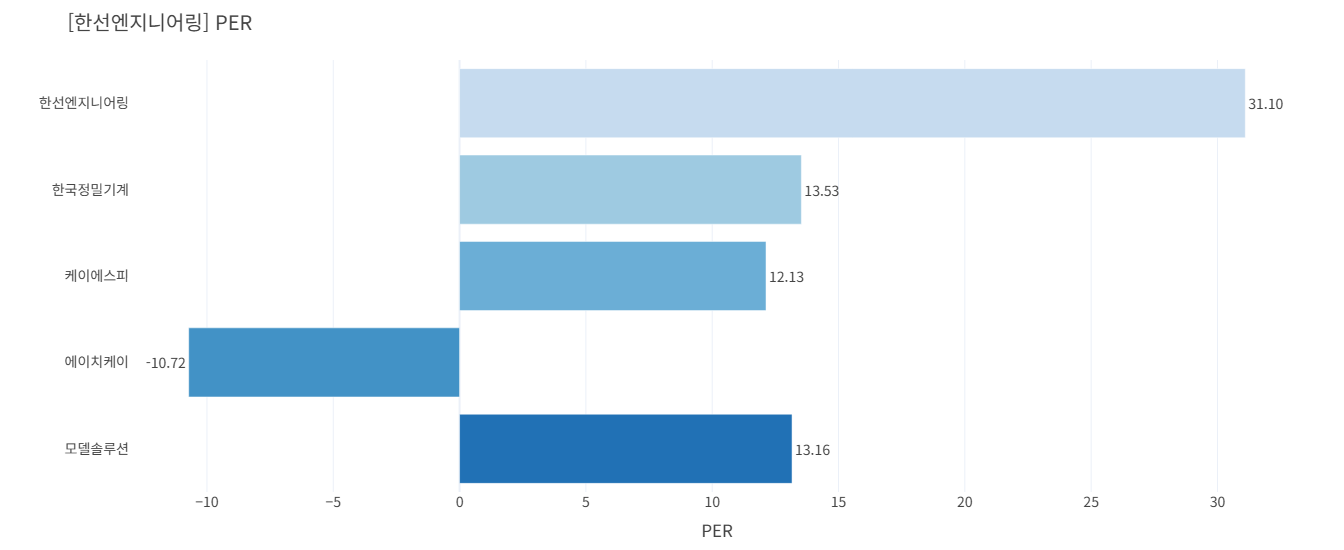 [한선엔지니어링] PER
한선엔지니어링
31.10
한국정밀기계
13.53
케이에스피
12.13
에이치케이
-10.72
모델솔루션
13.16
−10
−5
0
5
10
15
20
25
30
PER